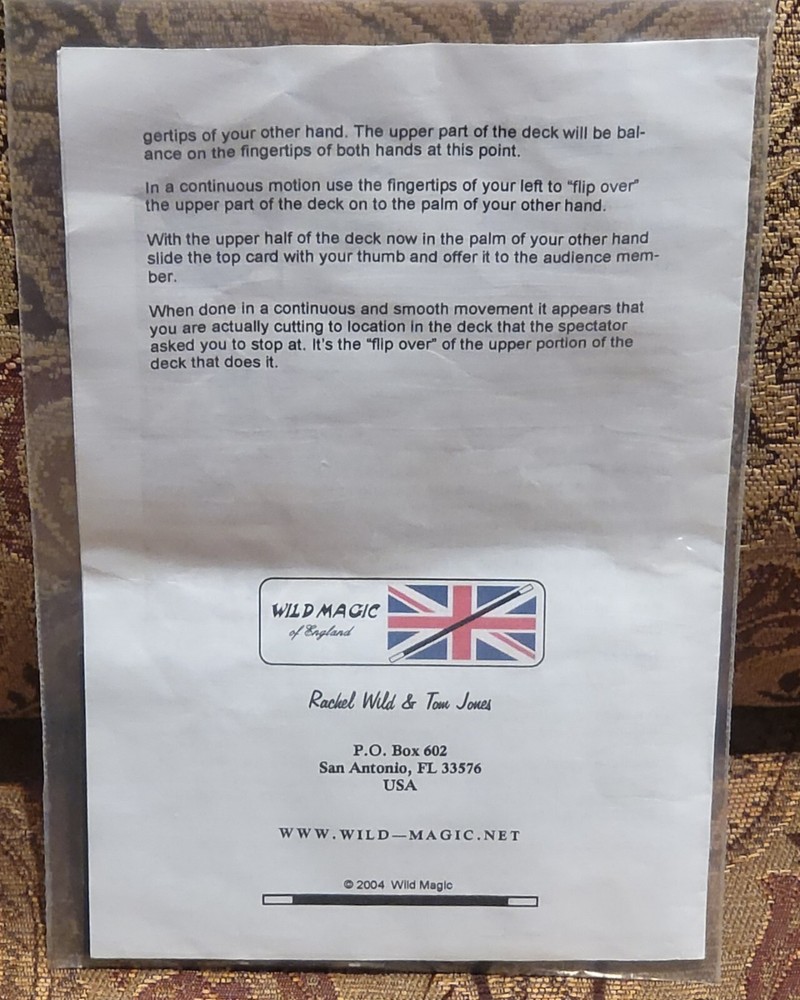 gertips of your other hand. The upper part of the deck will be bal-
ance on the fingertips of both hands at this point.
In a continuous motion use the fingertips of your left to “flip over”
the upper part of the deck on to the palm of your other hand.
With the upper half of the deck now in the palm of your other hand
slide the top card with your thumb and offer it to the audience mem-
ber.
When done in a continuous and smooth movement it appears that
you are actually cutting to location in the deck that the spectator
asked you to stop at. It’s the “flip over” of the upper portion of the
deck that does it.
WILD MAGIC
of England
Rachel Wild & Tom Jones
P.O. Box 602
San Antonio, FL 33576
USA
WWW.WILD—MAGIC.NET
© 2004 Wild Magic